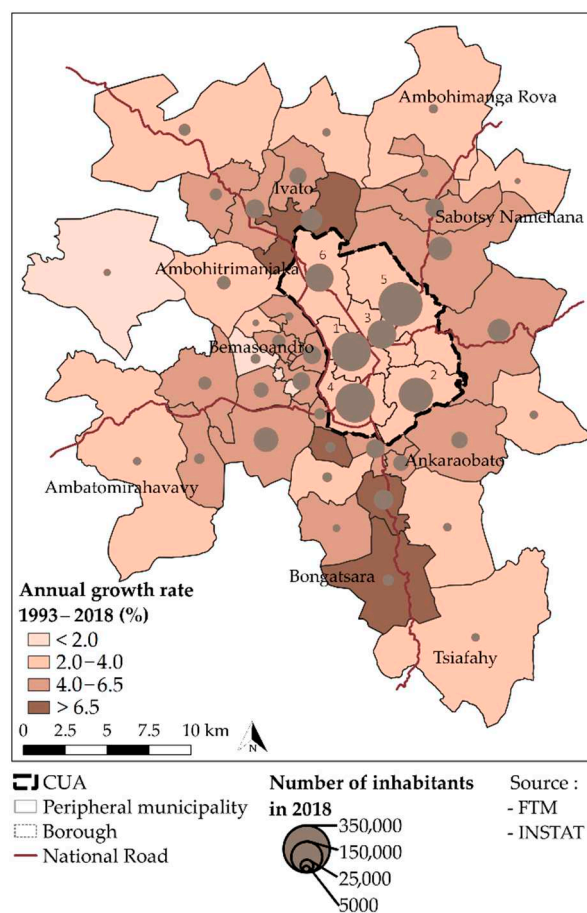 Ambohimanga Rova
Ivato
Sabotsy Namehana
Ambohitrimanjaka
6
5
3
Bemasoandro
1
2
4
Ankaraobato
Ambatomirahavavy
Bongatsara
Tsiafahy
Annual growth rate
1993–2018 (%)
< 2.0
2.0–4.0
4.0–6.5
> 6.5
0 2.5 5 7.5 10 km
N
CUA
Peripheral municipality
Borough
National Road
Number of inhabitants
in 2018
350,000
150,000
25,000
5000
Source :
- FTM
- INSTAT